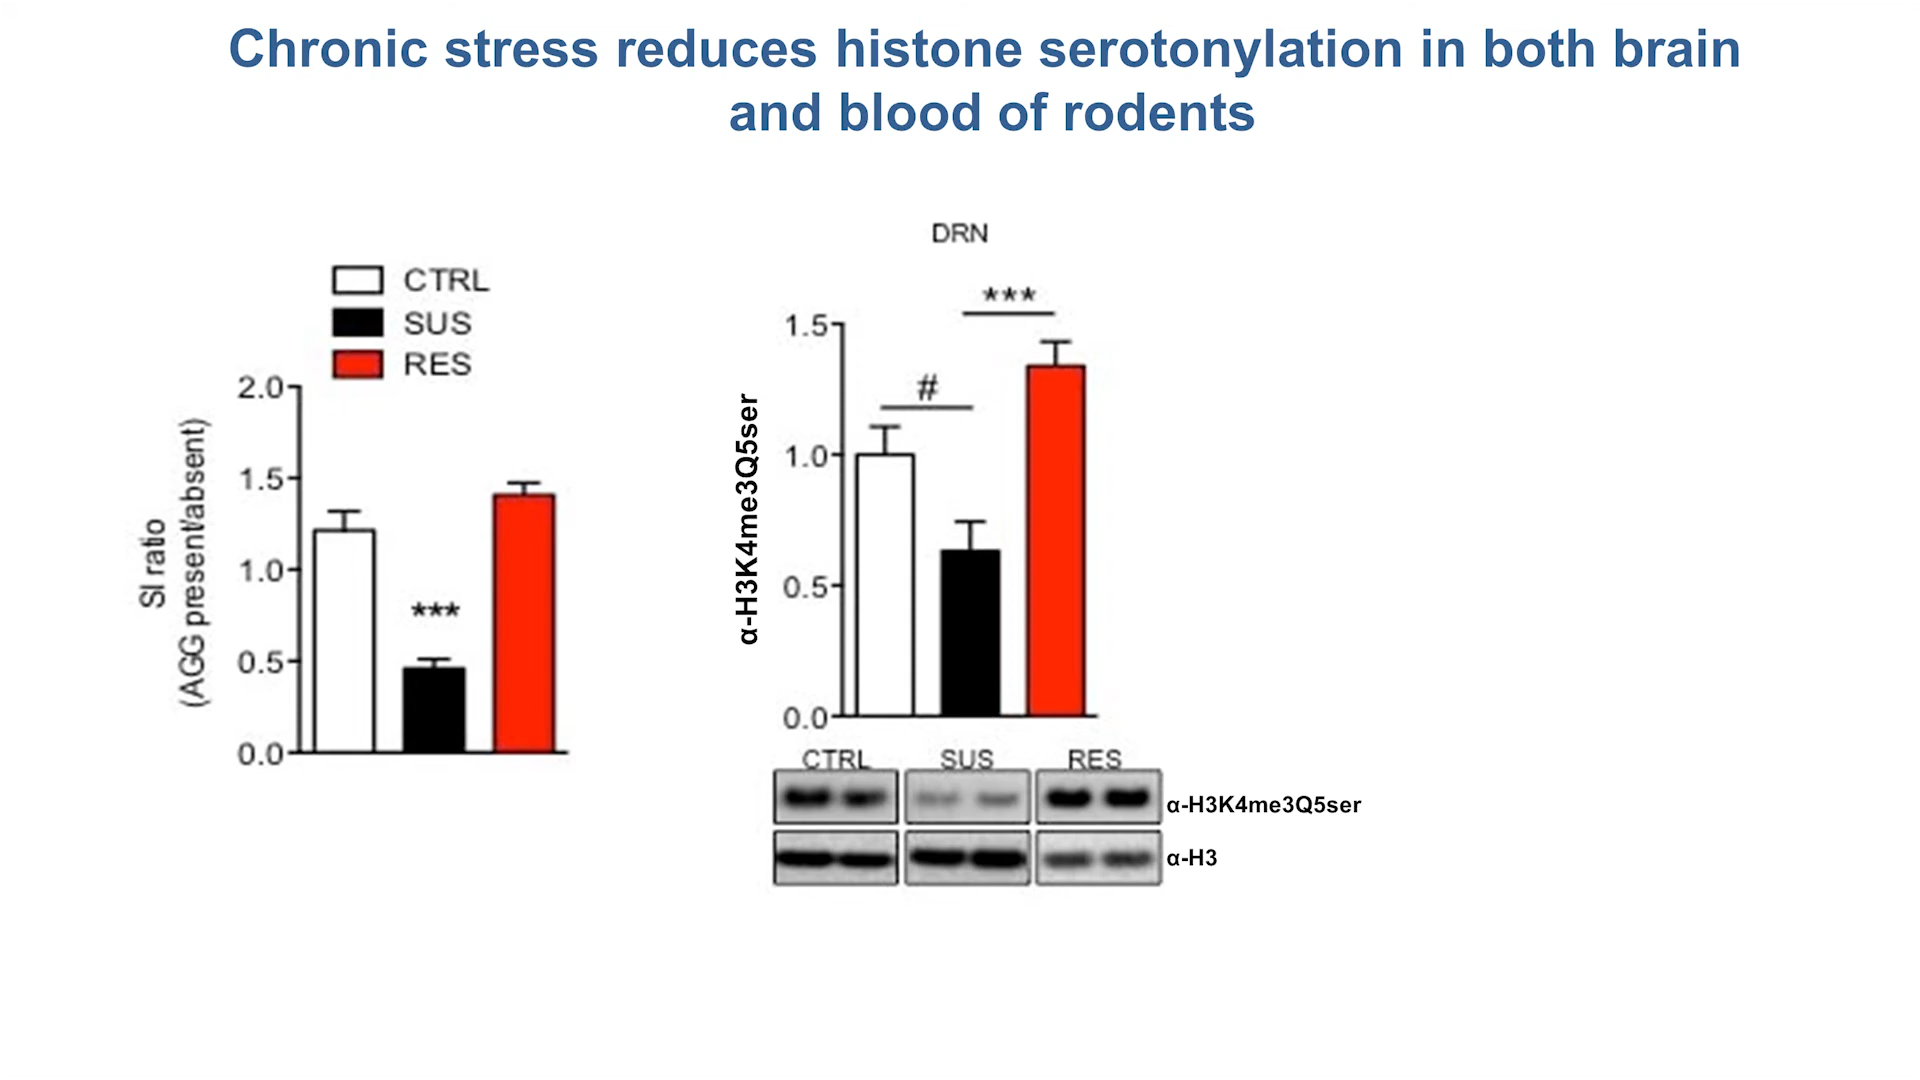 Chronic stress reduces histone serotonylation in both brain
and blood of rodents
CTRL
SUS
RES
SI ratio
(AGG present/absent)
2.0
1.5
1.0
0.5
0.0
***
DRN
α-H3K4me3Q5ser
1.5
1.0
0.5
0.0
#
***
CTRL SUS RES
α-H3K4me3Q5ser
α-H3